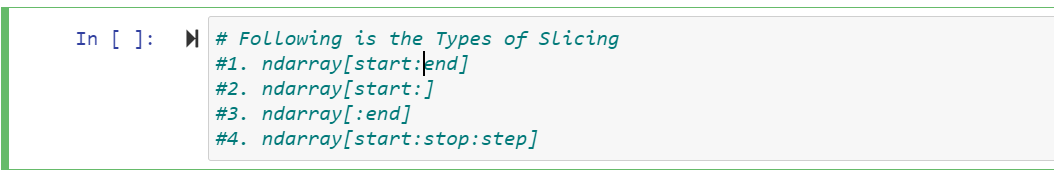 In [ ]: # Following is the Types of Slicing
#1. ndarray[start:end]
#2. ndarray[start:]
#3. ndarray[:end]
#4. ndarray[start:stop:step]